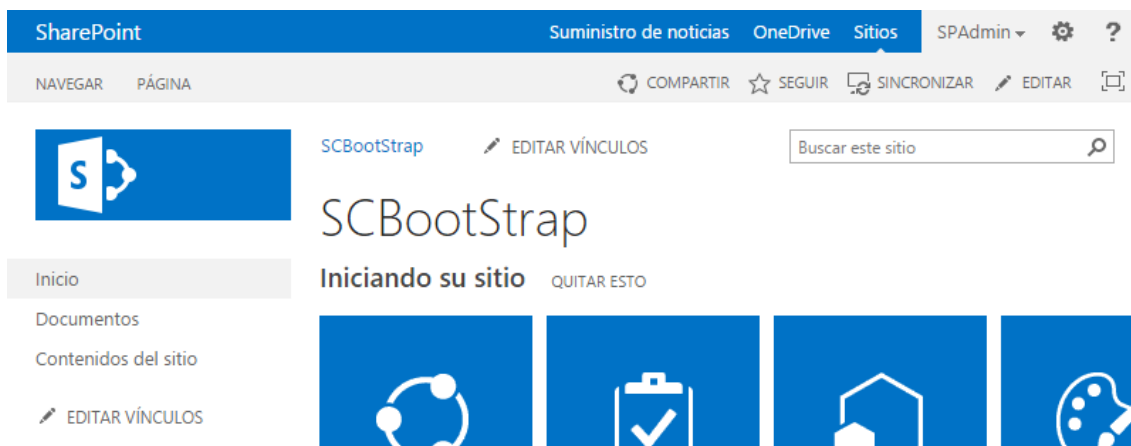 SharePoint Suministro de noticias OneDrive Sitios SPAdmin ?
NAVEGAR PÁGINA COMPARTIR SEGUIR SINCRONIZAR EDITAR
S
SCBootStrap EDITAR VÍNCULOS Buscar este sitio
SCBootStrap
Iniciando su sitio QUITAR ESTO
Inicio
Documentos
Contenidos del sitio
EDITAR VÍNCULOS